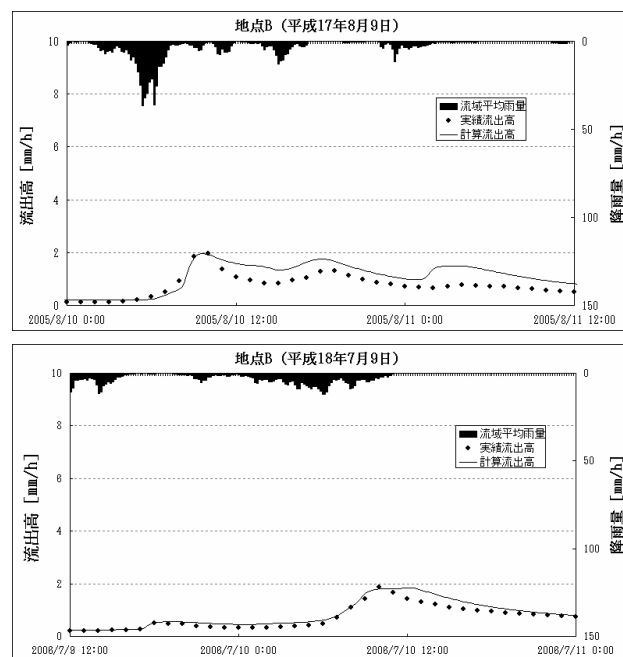 地点B（平成17年8月9日）
流出高 [mm/h]
10
8
6
4
2
0
降雨量 [mm/h]
0
50
100
150
流域平均雨量
実績流出高
計算流出高
2005/8/10 0:00
2005/8/10 12:00
2005/8/11 0:00
2005/8/11 12:00
地点B（平成18年7月9日）
流出高 [mm/h]
10
8
6
4
2
0
降雨量 [mm/h]
0
50
100
150
流域平均雨量
実績流出高
計算流出高
2006/7/9 12:00
2006/7/10 0:00
2006/7/10 12:00
2006/7/11 0:00